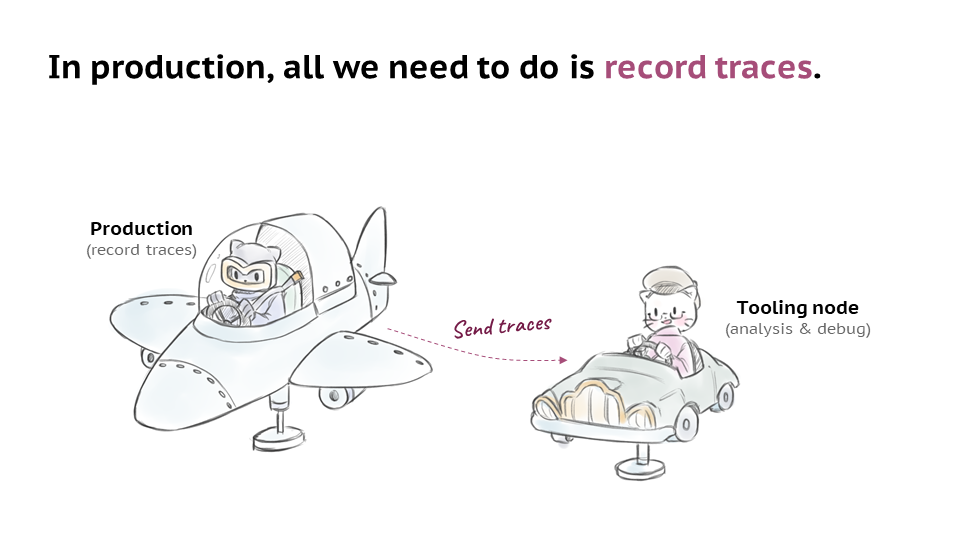 In production, all we need to do is record traces.
Production
(record traces)
Send traces
Tooling node
(analysis & debug)